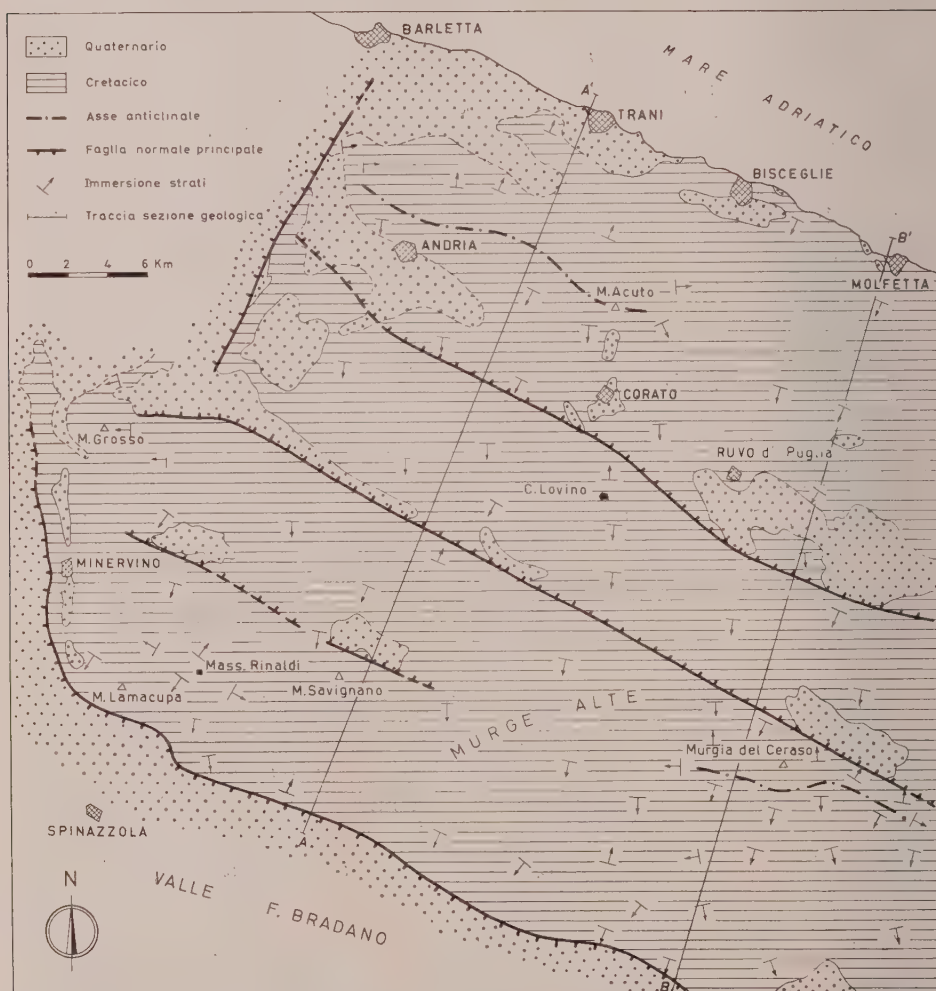 Quaternario
Cretacico
Asse anticlinale
Faglia normale principale
Immersione strati
Traccia sezione geologica
0 2 4 6 Km
BARLETTA
MARE ADRIATICO
A'
TRANI
BISCEGLIE
B'
MOLFETTA
ANDRIA
M. Acuto
CORATO
M. Grosso
RUVO d' Puglia
C. Lovino
MINERVINO
Mass. Rinaldi
M. Lamacupa
M. Savignano
MURGE ALTE
Murgia del Ceraso
SPINAZZOLA
A
N
VALLE F. BRADANO
B